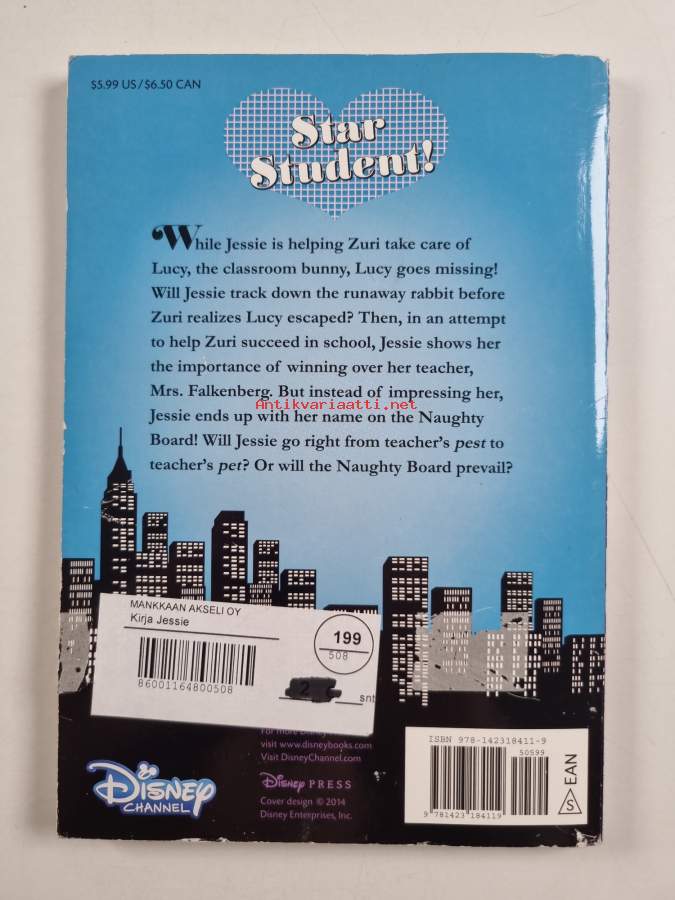 $5.99 US/$6.50 CAN
Star
Student!
While Jessie is helping Zuri take care of
Lucy, the classroom bunny, Lucy goes missing!
Will Jessie track down the runaway rabbit before
Zuri realizes Lucy escaped? Then, in an attempt
to help Zuri succeed in school, Jessie shows her
the importance of winning over her teacher,
Mrs. Falkenberg. But instead of impressing her,
Antikvariaatti.net
Jessie ends up with her name on the Naughty
Board! Will Jessie go right from teacher's pest to
teacher's pet? Or will the Naughty Board prevail?
MANKKAAN AKSELI OY
Kirja Jessie
199
508
86001164800508
2
snt
For more Disney
visit www.disneybooks.com
Visit DisneyChannel.com
Disney PRESS
Cover design © 2014
Disney Enterprises, Inc.
Disney
CHANNEL
ISBN 978-142318411-9
50599
9 781423 184119
S EAN